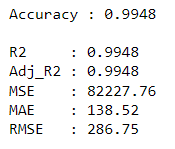 Accuracy : 0.9948
R2 : 0.9948
Adj_R2 : 0.9948
MSE : 82227.76
MAE : 138.52
RMSE : 286.75